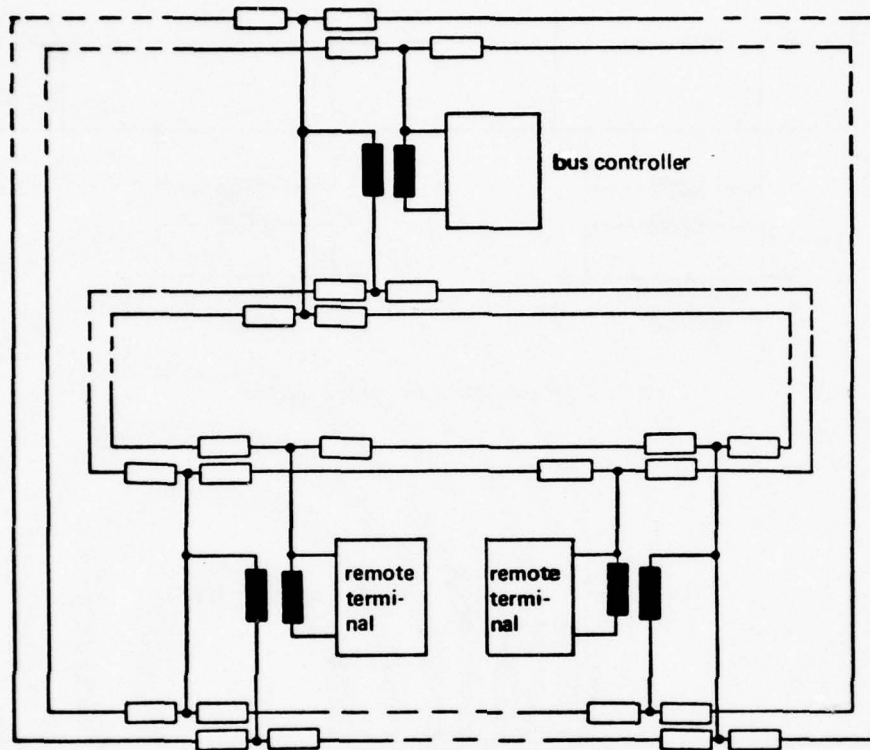 bus controller
remote
termi-
nal
remote
termi-
nal